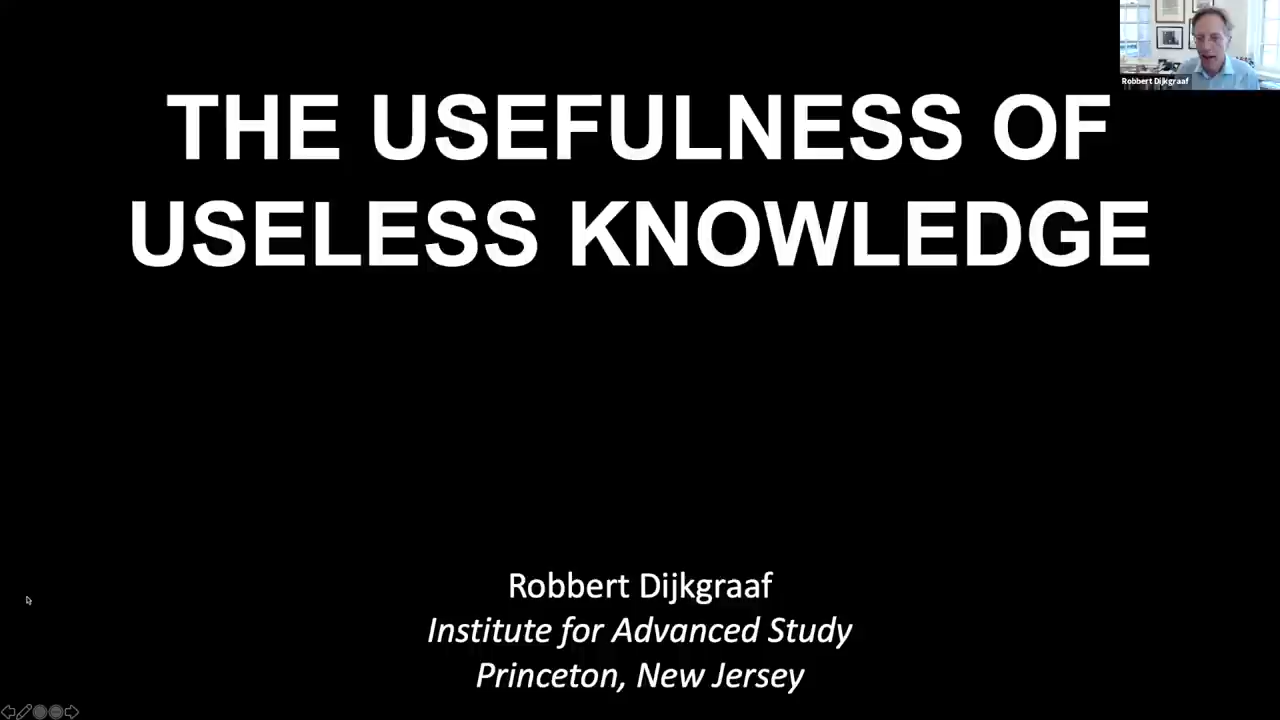 Robbert Dijkgraaf
THE USEFULNESS OF
USELESS KNOWLEDGE
Robbert Dijkgraaf
Institute for Advanced Study
Princeton, New Jersey